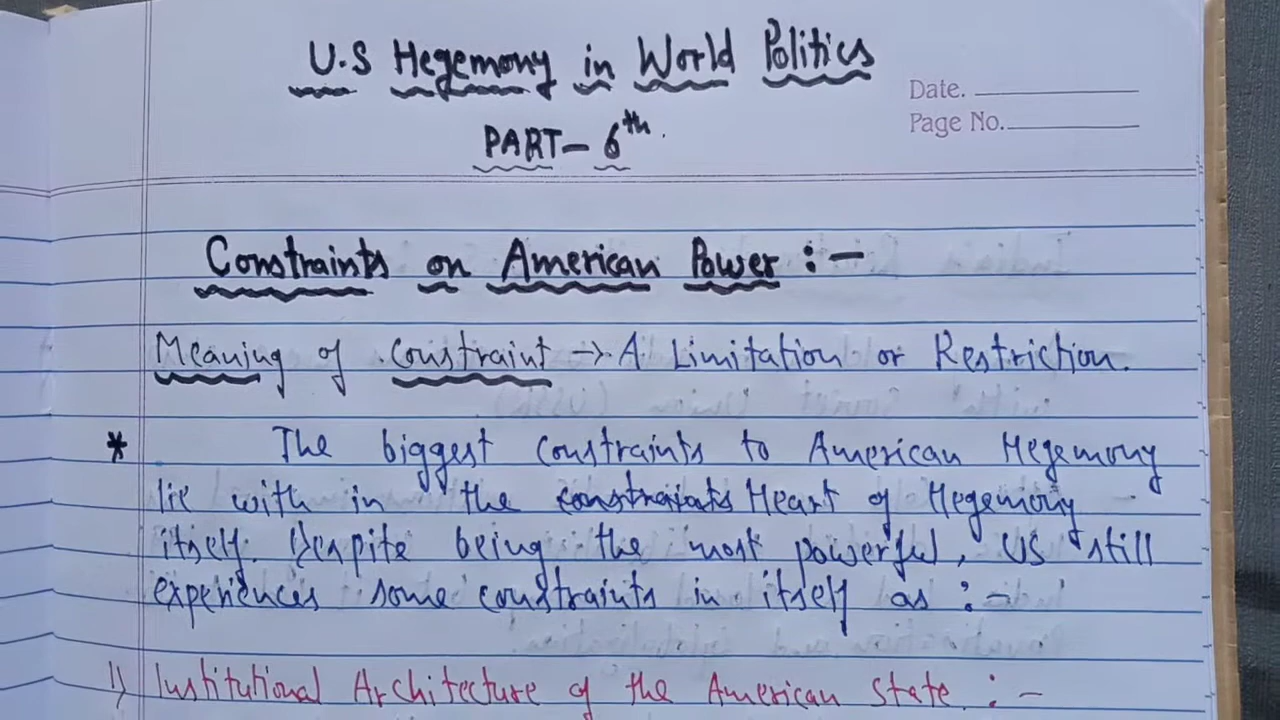 U.S Hegemony in World Politics
Date.
Page No.
PART- 6th.
Constraints on American Power :-
Meaning of Constraint → A Limitation or Restriction.
* The biggest constraints to American Hegemony
lie with in the constraints Heart of Hegemony
itself. Despite being the most powerful, US still
experiences some constraints in itself as :-
1) Institutional Architecture of the American State :-